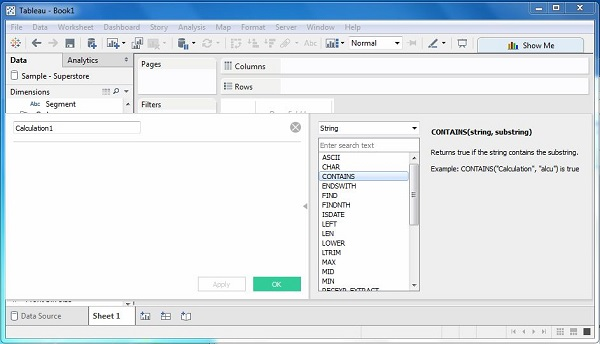 Tableau - Book1
File Data Worksheet Dashboard Story Analysis Map Format Server Window Help
Abc Normal Show Me
Data Analytics
Sample - Superstore
Dimensions
Abc Segment
Pages
Filters
Columns
Rows
Calculation1
Apply OK
String
Enter search text
ASCII
CHAR
CONTAINS
ENDSWITH
FIND
FINDNTH
ISDATE
LEFT
LEN
LOWER
LTRIM
MAX
MID
MIN
CONTAINS(string, substring)
Returns true if the string contains the substring.
Example: CONTAINS("Calculation", "alcu") is true
Data Source Sheet 1